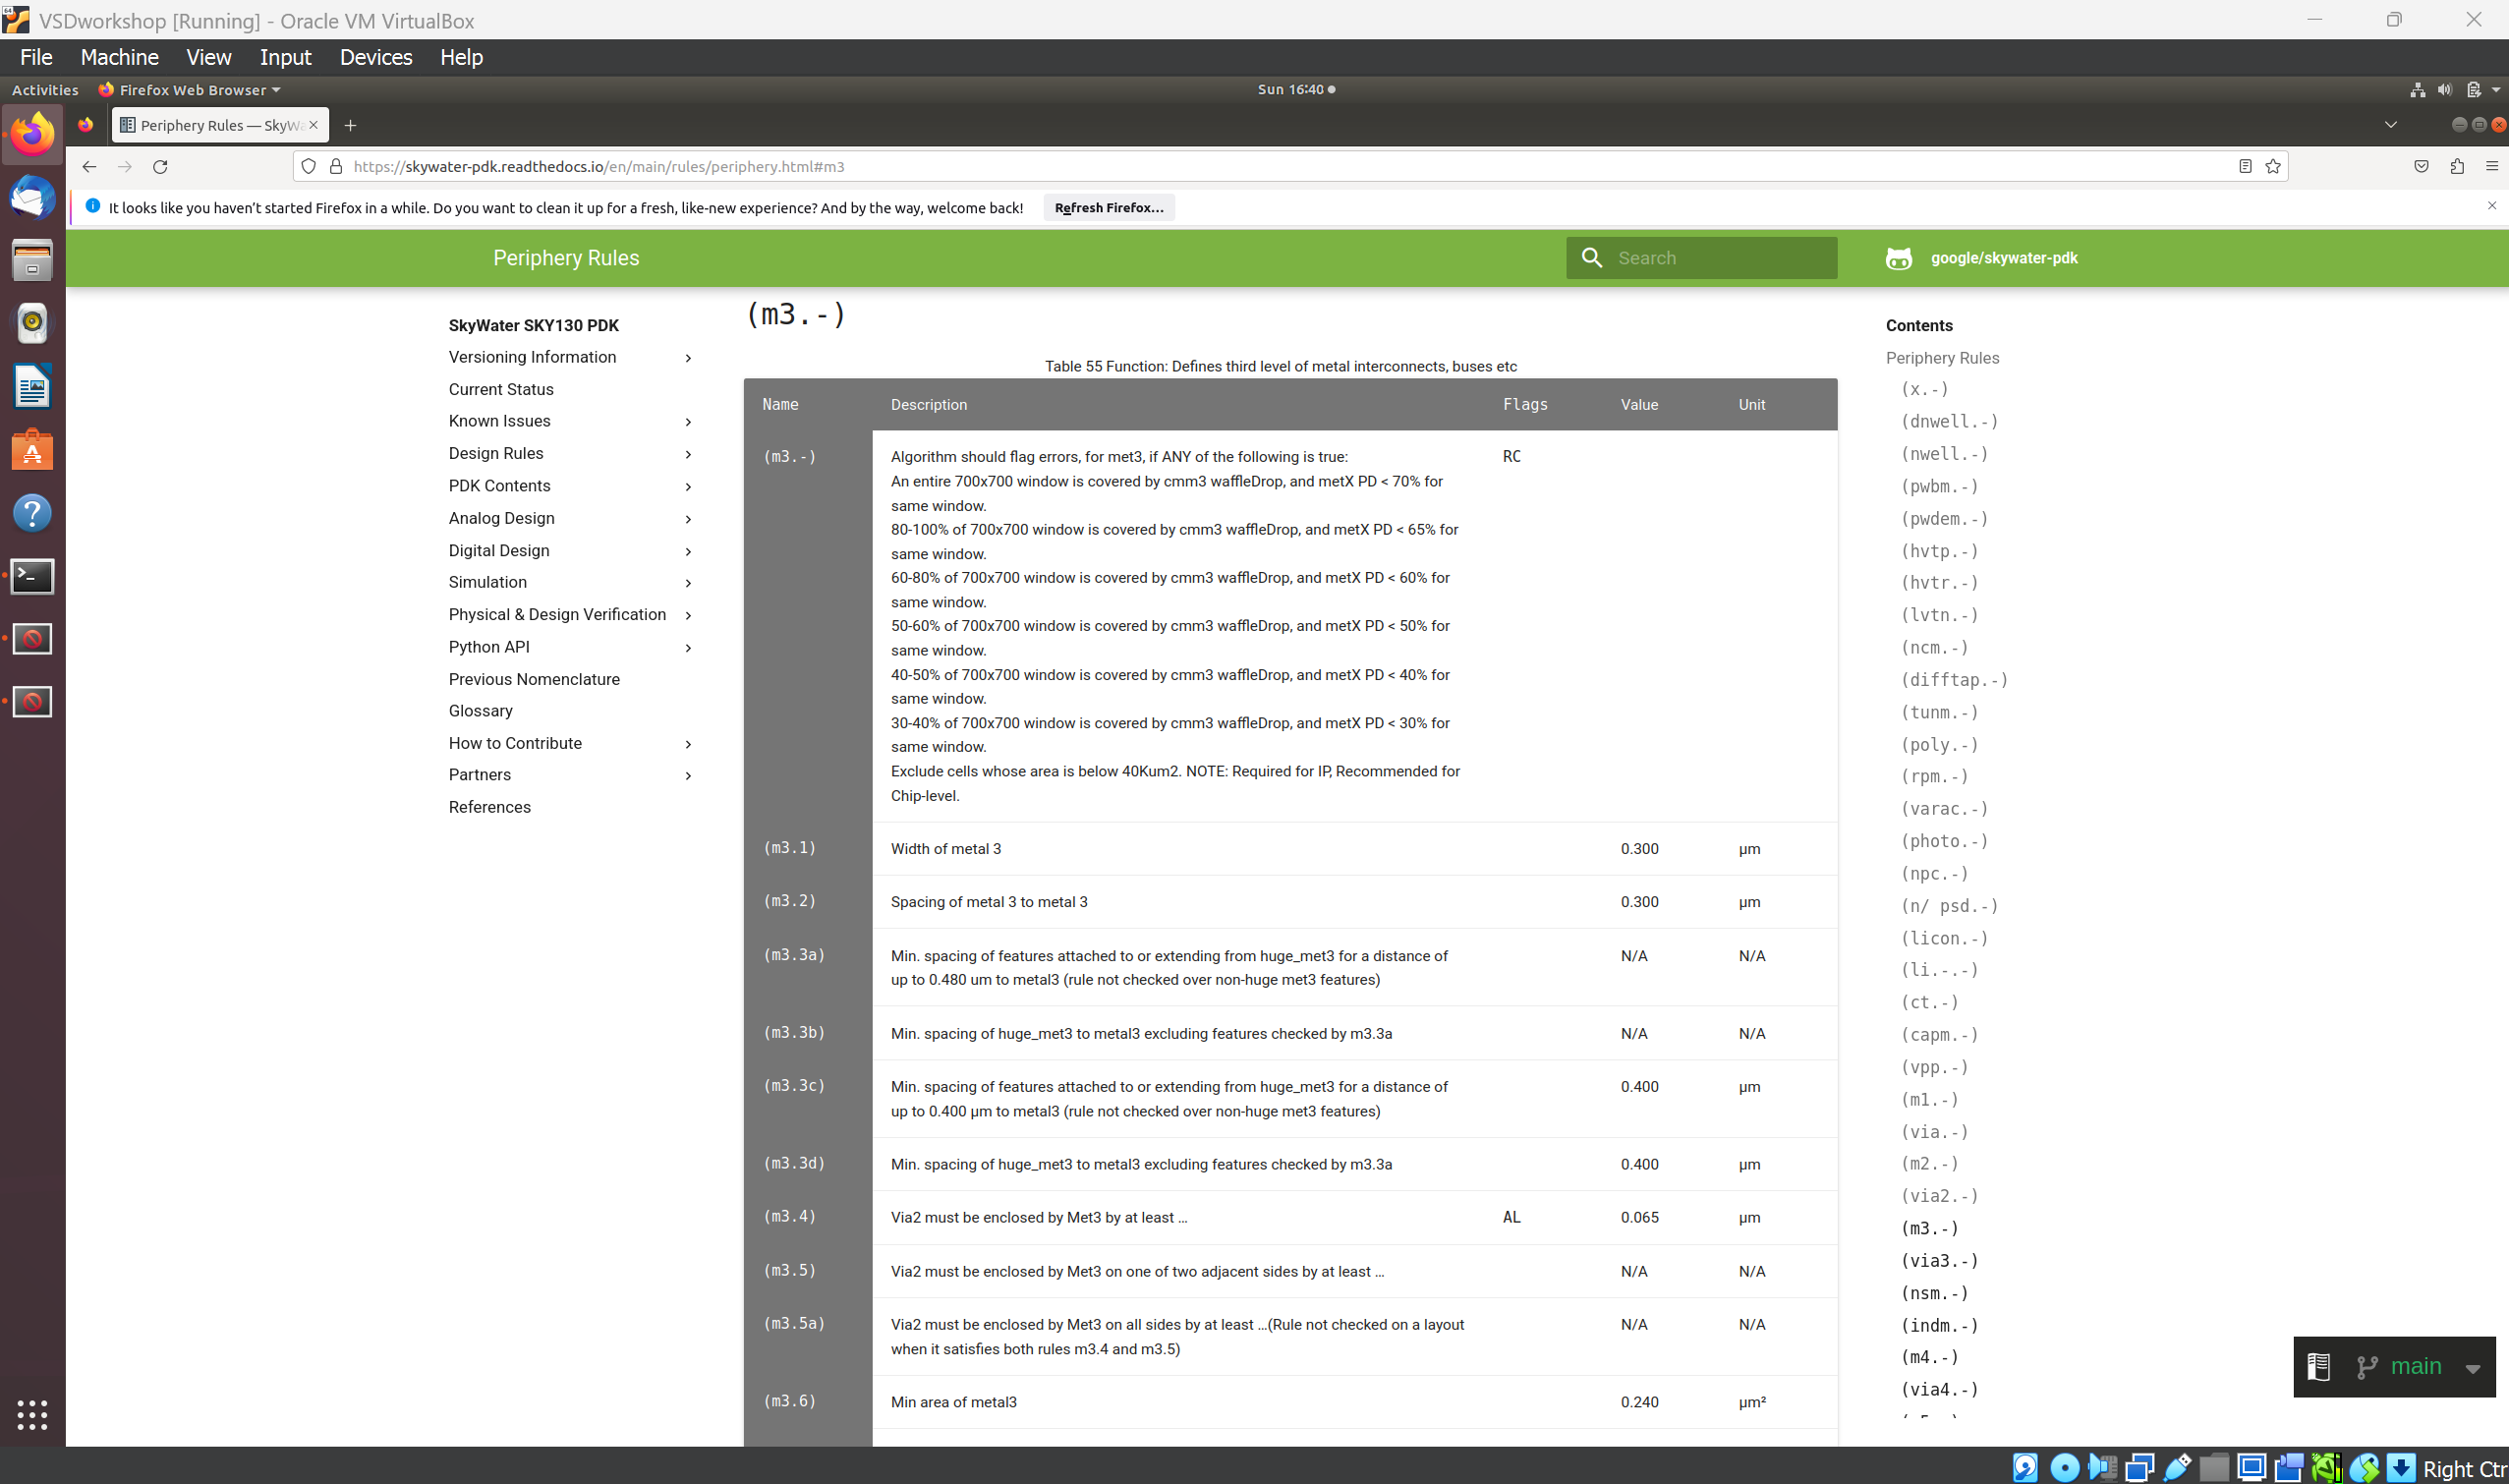 VSDworkshop [Running] - Oracle VM VirtualBox
File Machine View Input Devices Help
Activities Firefox Web Browser Sun 16:40
Periphery Rules — SkyWa
https://skywater-pdk.readthedocs.io/en/main/rules/periphery.html#m3
It looks like you haven't started Firefox in a while. Do you want to clean it up for a fresh, like-new experience? And by the way, welcome back! Refresh Firefox...
Periphery Rules Search google/skywater-pdk
SkyWater SKY130 PDK
Versioning Information
Current Status
Known Issues
Design Rules
PDK Contents
Analog Design
Digital Design
Simulation
Physical & Design Verification
Python API
Previous Nomenclature
Glossary
How to Contribute
Partners
References
(m3.-)
Table 55 Function: Defines third level of metal interconnects, buses etc
Name Description Flags Value Unit
(m3.-) Algorithm should flag errors, for met3, if ANY of the following is true: RC
An entire 700x700 window is covered by cmm3 waffleDrop, and metX PD < 70% for
same window.
80-100% of 700x700 window is covered by cmm3 waffleDrop, and metX PD < 65% for
same window.
60-80% of 700x700 window is covered by cmm3 waffleDrop, and metX PD < 60% for
same window.
50-60% of 700x700 window is covered by cmm3 waffleDrop, and metX PD < 50% for
same window.
40-50% of 700x700 window is covered by cmm3 waffleDrop, and metX PD < 40% for
same window.
30-40% of 700x700 window is covered by cmm3 waffleDrop, and metX PD < 30% for
same window.
Exclude cells whose area is below 40Kum2. NOTE: Required for IP, Recommended for
Chip-level.
(m3.1) Width of metal 3 0.300 µm
(m3.2) Spacing of metal 3 to metal 3 0.300 µm
(m3.3a) Min. spacing of features attached to or extending from huge_met3 for a distance of N/A N/A
up to 0.480 um to metal3 (rule not checked over non-huge met3 features)
(m3.3b) Min. spacing of huge_met3 to metal3 excluding features checked by m3.3a N/A N/A
(m3.3c) Min. spacing of features attached to or extending from huge_met3 for a distance of 0.400 µm
up to 0.400 µm to metal3 (rule not checked over non-huge met3 features)
(m3.3d) Min. spacing of huge_met3 to metal3 excluding features checked by m3.3a 0.400 µm
(m3.4) Via2 must be enclosed by Met3 by at least … AL 0.065 µm
(m3.5) Via2 must be enclosed by Met3 on one of two adjacent sides by at least … N/A N/A
(m3.5a) Via2 must be enclosed by Met3 on all sides by at least …(Rule not checked on a layout N/A N/A
when it satisfies both rules m3.4 and m3.5)
(m3.6) Min area of metal3 0.240 µm²
Contents
Periphery Rules
(x.-)
(dnwell.-)
(nwell.-)
(pwbm.-)
(pwdem.-)
(hvtp.-)
(hvtr.-)
(lvtn.-)
(ncm.-)
(difftap.-)
(tunm.-)
(poly.-)
(rpm.-)
(varac.-)
(photo.-)
(npc.-)
(n/ psd.-)
(licon.-)
(li.-.-)
(ct.-)
(capm.-)
(vpp.-)
(m1.-)
(via.-)
(m2.-)
(via2.-)
(m3.-)
(via3.-)
(nsm.-)
(indm.-)
(m4.-)
(via4.-)
main
Right Ctr